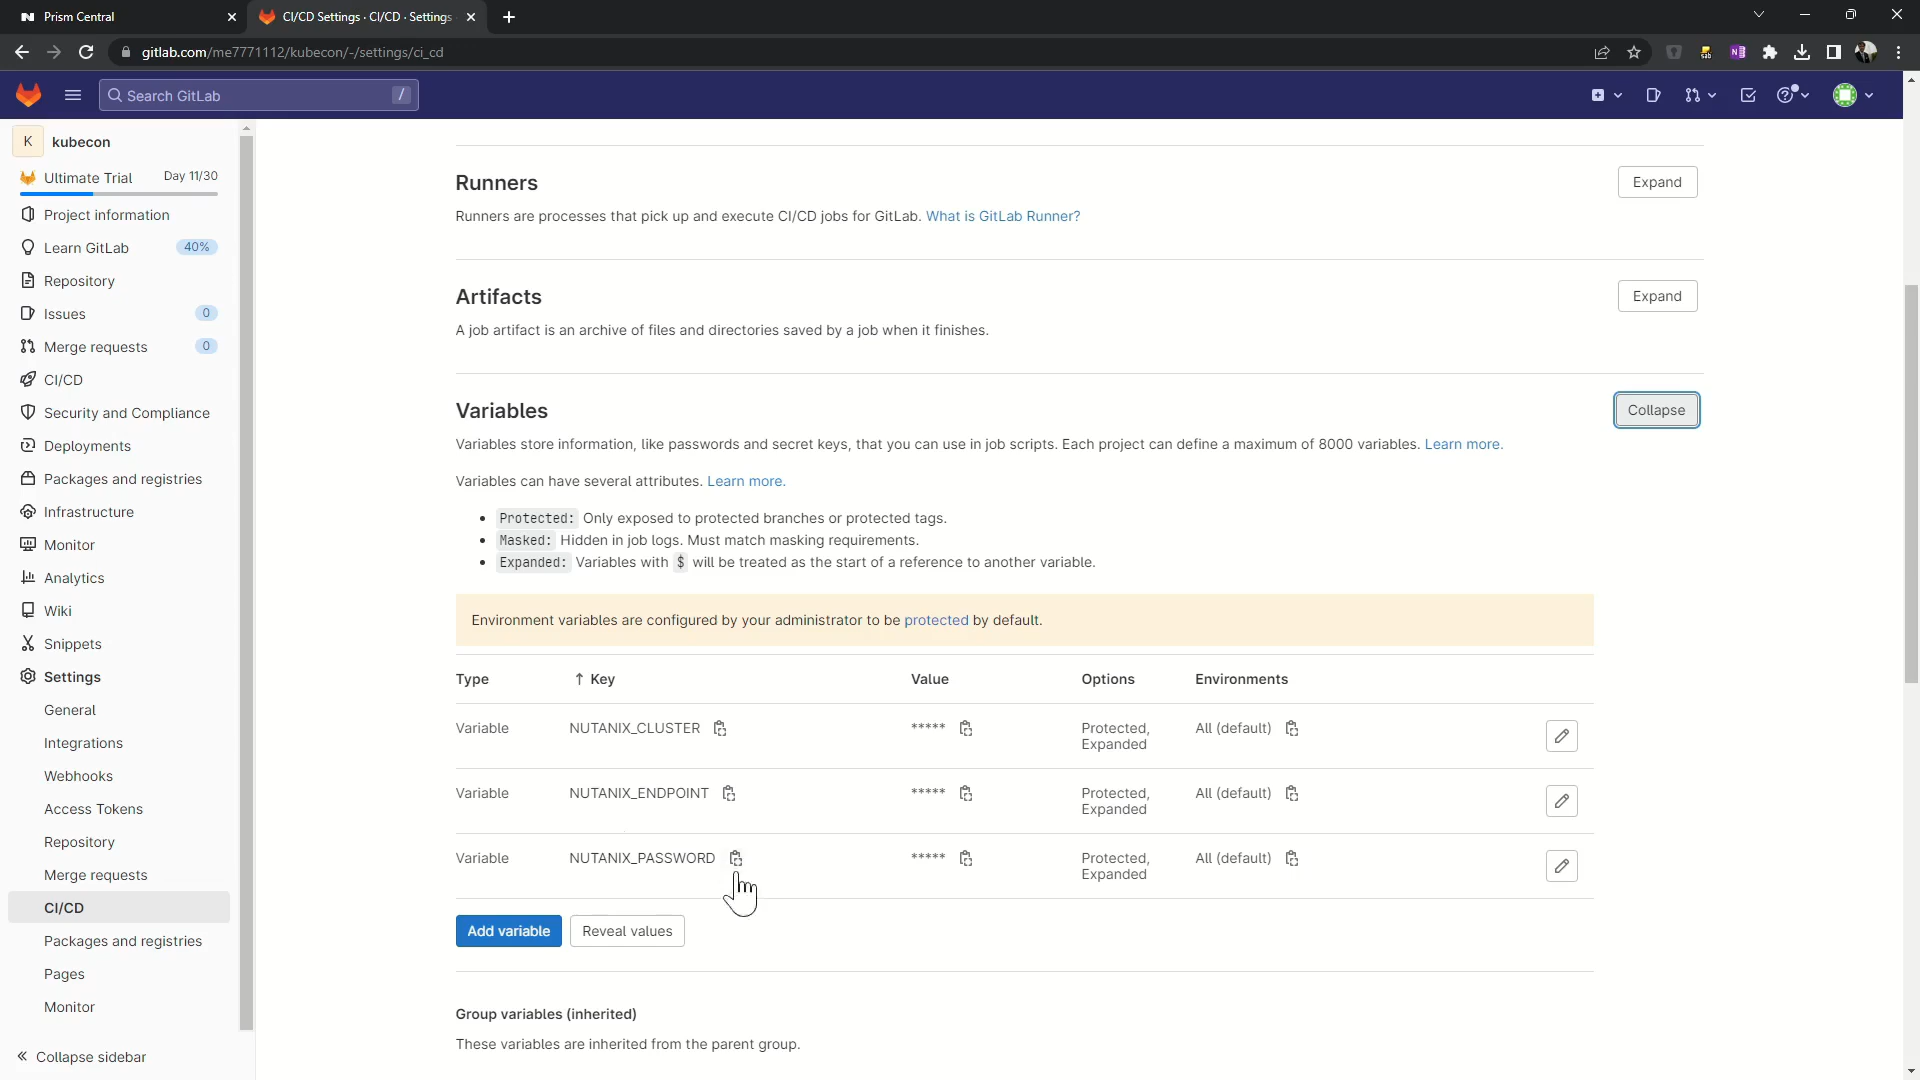 Prism Central
CI/CD Settings · CI/CD · Settings
gitlab.com/me7771112/kubecon/-/settings/ci_cd
Search GitLab
/
K
kubecon
Ultimate Trial
Day 11/30
Project information
Learn GitLab
40%
Repository
Issues
0
Merge requests
0
CI/CD
Security and Compliance
Deployments
Packages and registries
Infrastructure
Monitor
Analytics
Wiki
Snippets
Settings
General
Integrations
Webhooks
Access Tokens
Repository
Merge requests
CI/CD
Packages and registries
Pages
Monitor
Collapse sidebar
Runners
Expand
Runners are processes that pick up and execute CI/CD jobs for GitLab. What is GitLab Runner?
Artifacts
Expand
A job artifact is an archive of files and directories saved by a job when it finishes.
Variables
Collapse
Variables store information, like passwords and secret keys, that you can use in job scripts. Each project can define a maximum of 8000 variables. Learn more.
Variables can have several attributes. Learn more.
Protected: Only exposed to protected branches or protected tags.
Masked: Hidden in job logs. Must match masking requirements.
Expanded: Variables with $ will be treated as the start of a reference to another variable.
Environment variables are configured by your administrator to be protected by default.
Type ↑ Key Value Options Environments
Variable NUTANIX_CLUSTER ***** Protected, All (default)
Expanded
Variable NUTANIX_ENDPOINT ***** Protected, All (default)
Expanded
Variable NUTANIX_PASSWORD ***** Protected, All (default)
Expanded
Add variable
Reveal values
Group variables (inherited)
These variables are inherited from the parent group.